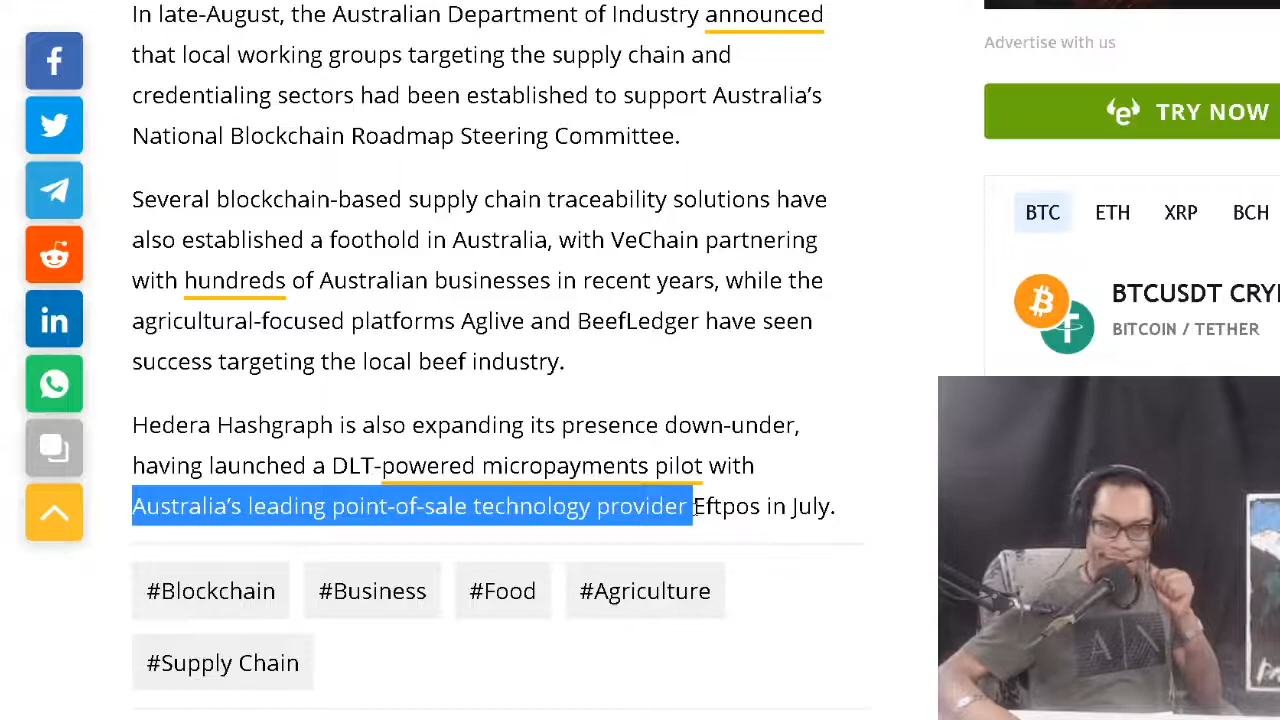 In late-August, the Australian Department of Industry announced
that local working groups targeting the supply chain and
credentialing sectors had been established to support Australia's
National Blockchain Roadmap Steering Committee.
Several blockchain-based supply chain traceability solutions have
also established a foothold in Australia, with VeChain partnering
with hundreds of Australian businesses in recent years, while the
agricultural-focused platforms Aglive and BeefLedger have seen
success targeting the local beef industry.
Hedera Hashgraph is also expanding its presence down-under,
having launched a DLT-powered micropayments pilot with
Australia's leading point-of-sale technology provider Eftpos in July.
#Blockchain #Business #Food #Agriculture
#Supply Chain
Advertise with us
TRY NOW
BTC ETH XRP BCH
BTCUSDT CRY
BITCOIN / TETHER
A|X